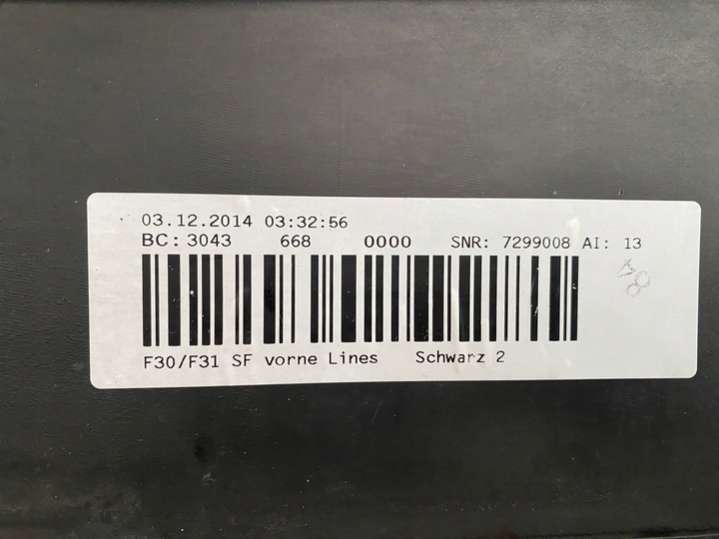 03.12.2014 03:32:56
BC: 3043 668 0000 SNR: 7299008 AI: 13
F30/F31 SF vorne Lines Schwarz 2